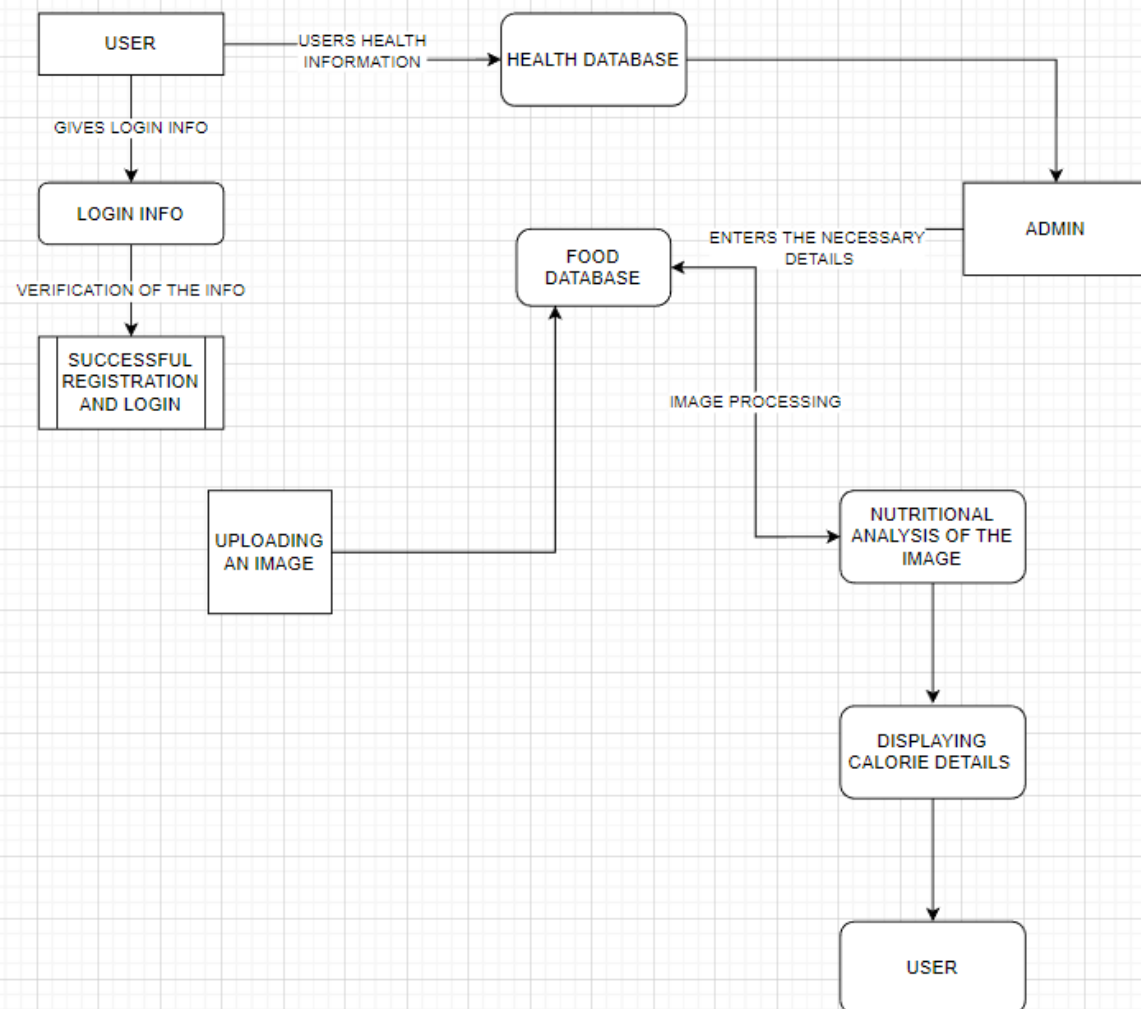 USER
USERS HEALTH
INFORMATION
HEALTH DATABASE
GIVES LOGIN INFO
LOGIN INFO
ADMIN
ENTERS THE NECESSARY
DETAILS
FOOD
DATABASE
VERIFICATION OF THE INFO
SUCCESSFUL
REGISTRATION
AND LOGIN
IMAGE PROCESSING
UPLOADING
AN IMAGE
NUTRITIONAL
ANALYSIS OF THE
IMAGE
DISPLAYING
CALORIE DETAILS
USER